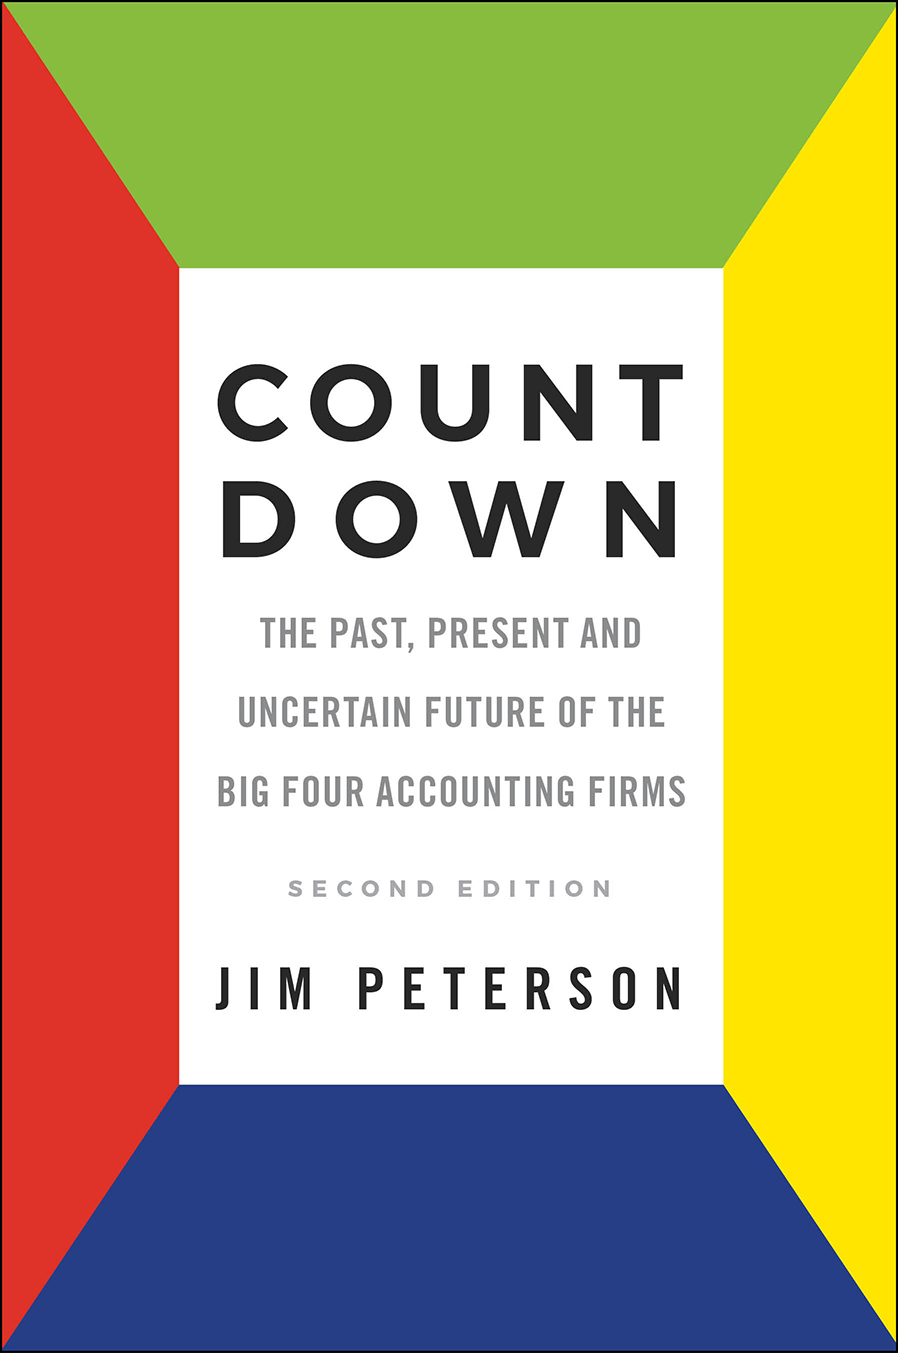 COUNT
DOWN
THE PAST, PRESENT AND
UNCERTAIN FUTURE OF THE
BIG FOUR ACCOUNTING FIRMS
SECOND EDITION
JIM PETERSON